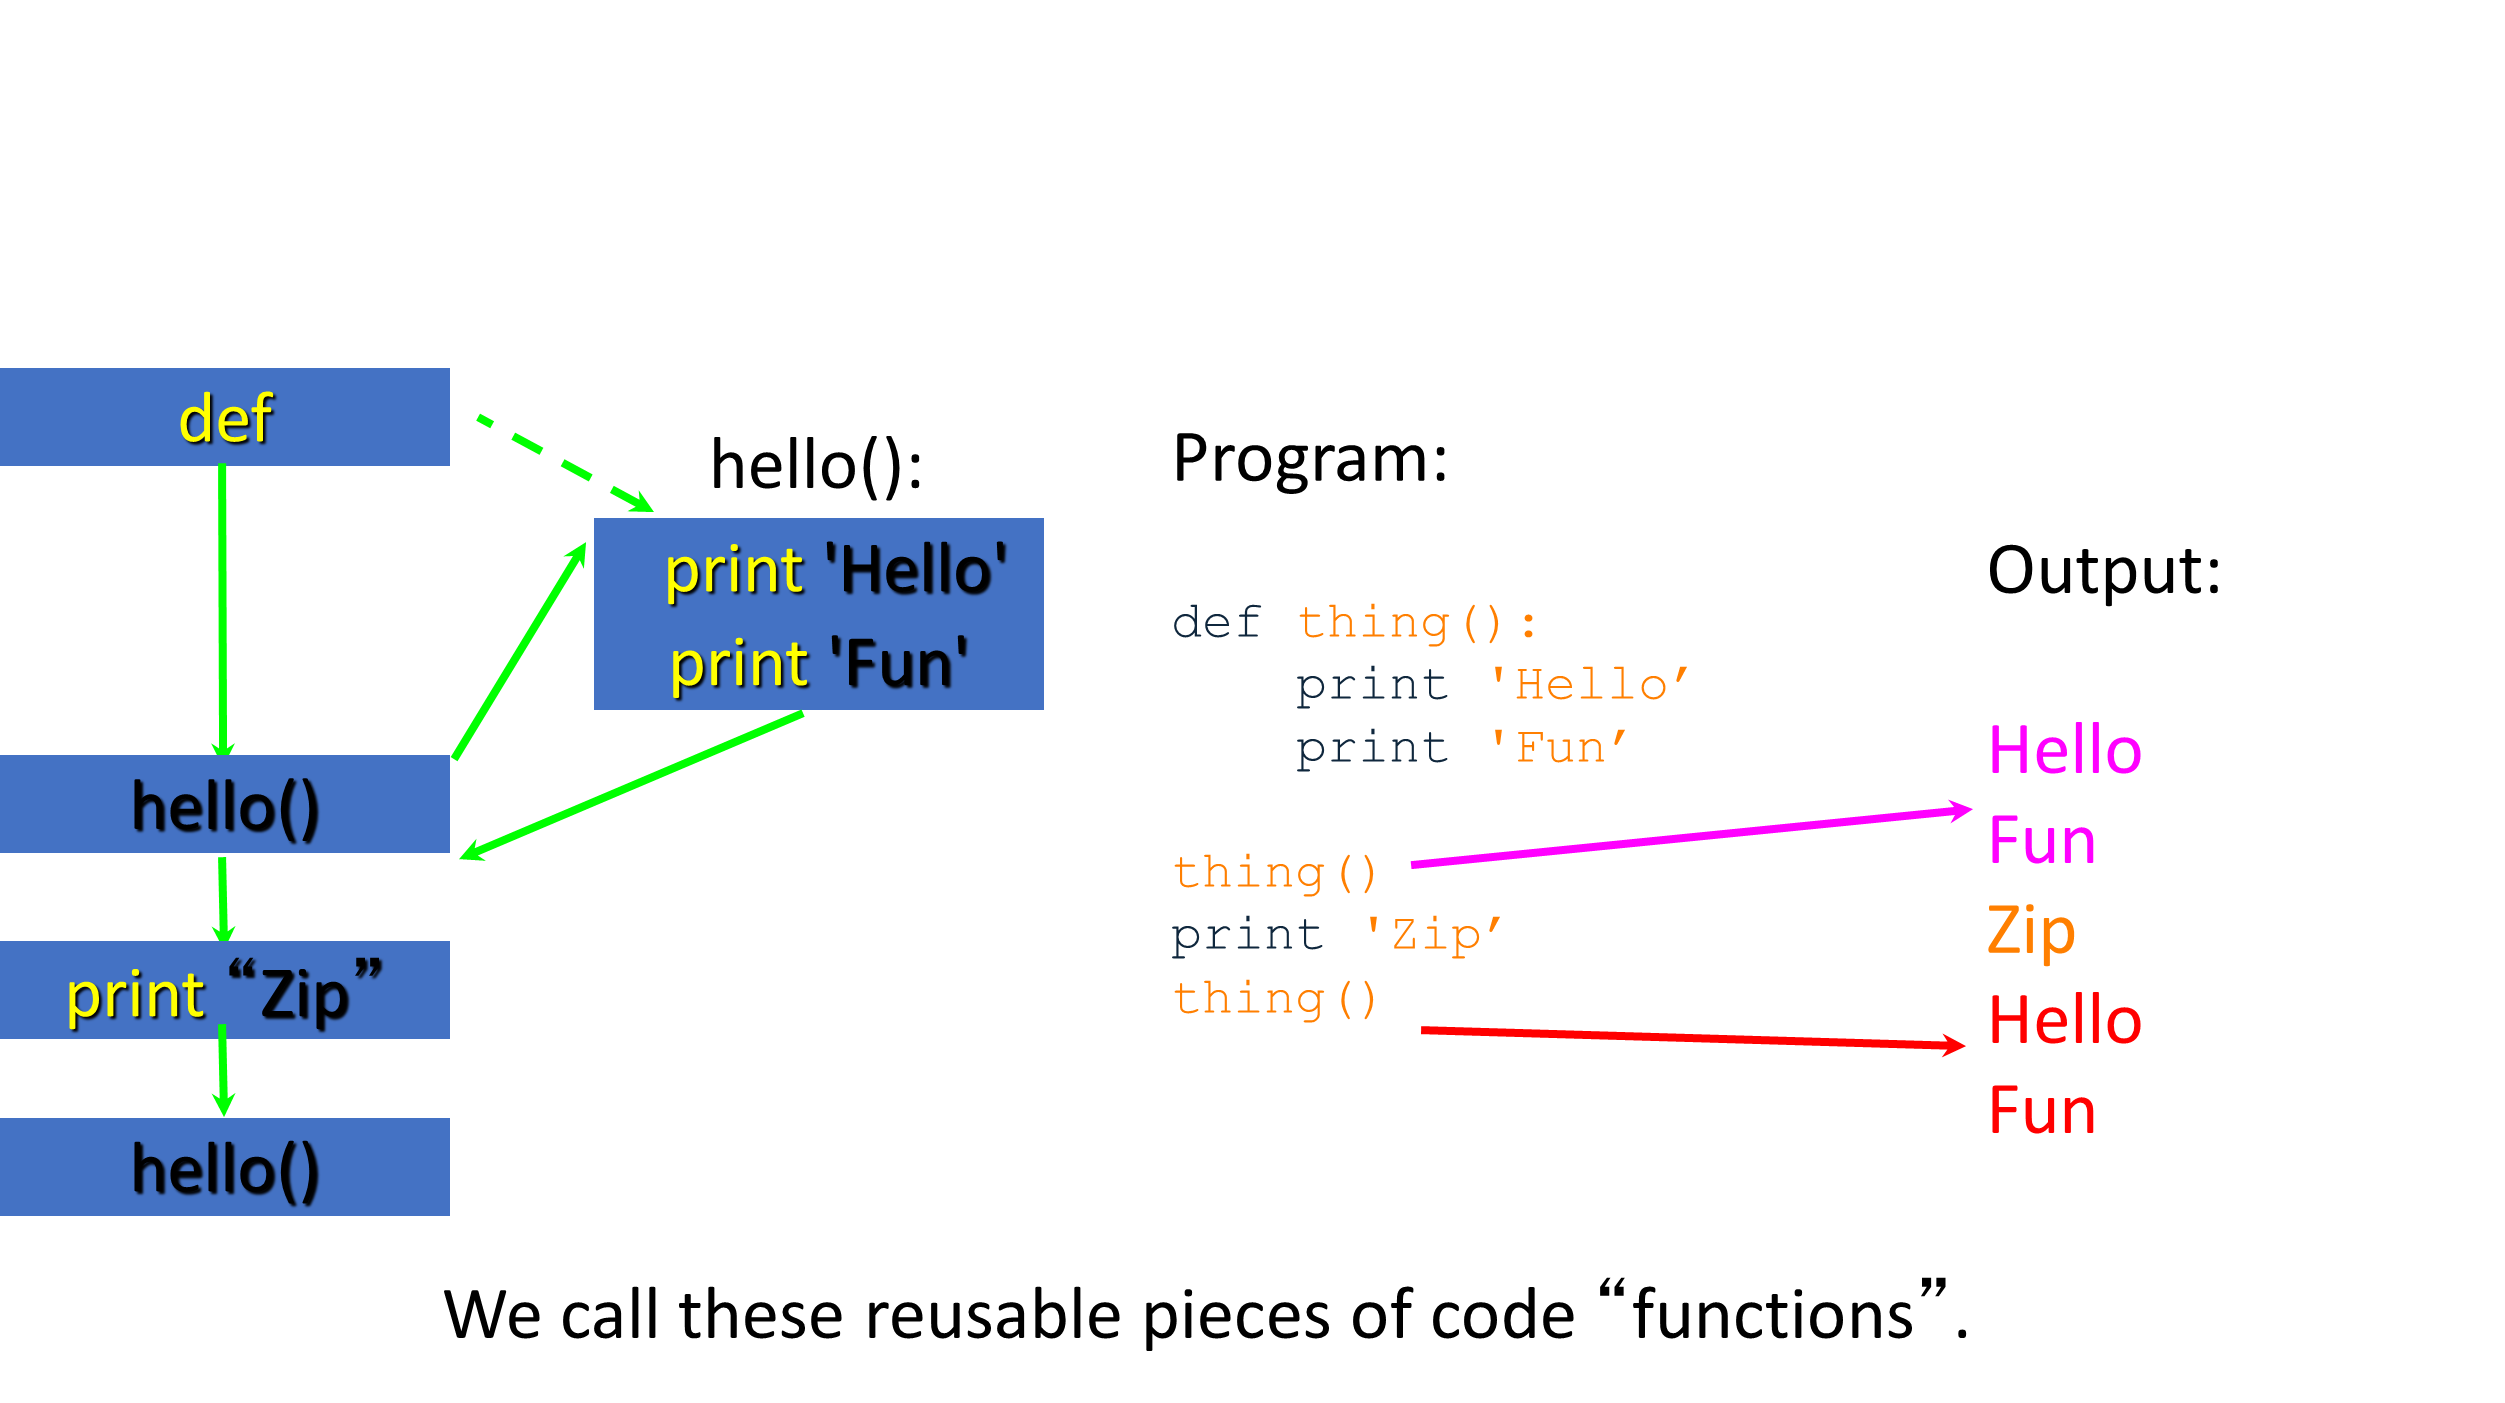 def
hello()
print “Zip”
hello()
hello():
print 'Hello'
print 'Fun'
Program:
def thing():
    print 'Hello’
    print 'Fun’
thing()
print 'Zip’
thing()
Output:
Hello
Fun
Zip
Hello
Fun
We call these reusable pieces of code “functions”.